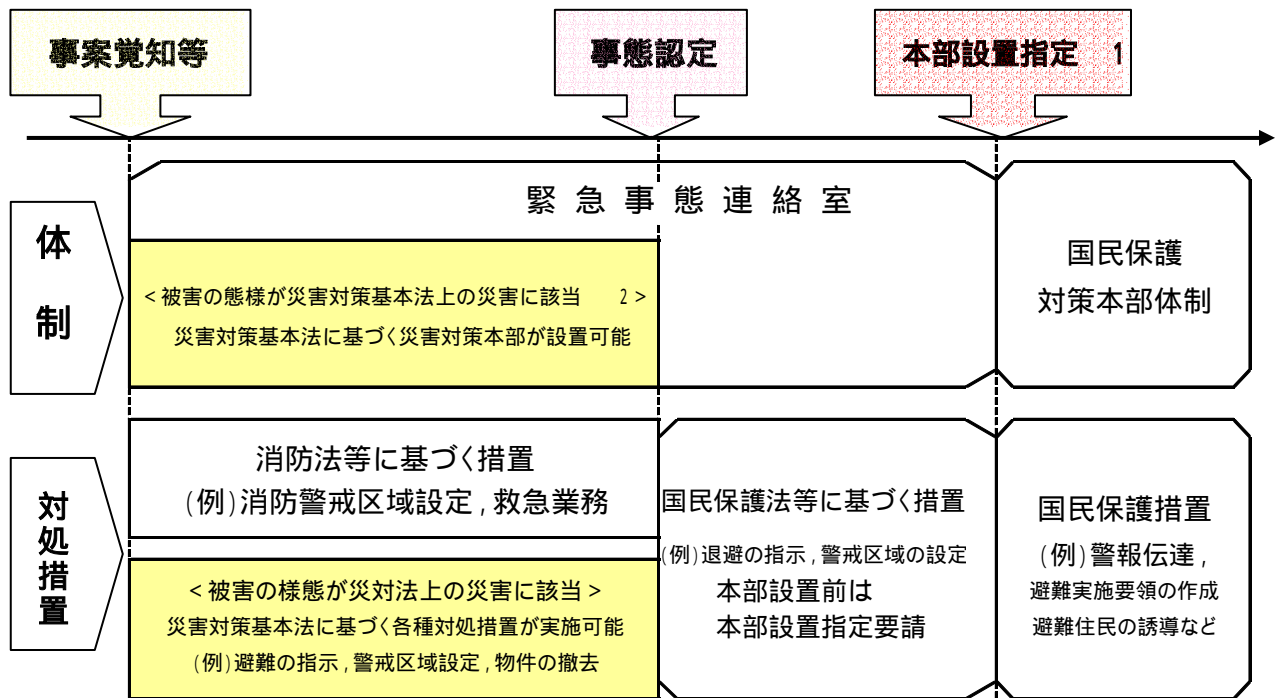 事案覚知等
事態認定
本部設置指定 1
体制
緊急事態連絡室
<被害の態様が災害対策基本法上の災害に該当 2>
災害対策基本法に基づく災害対策本部が設置可能
国民保護
対策本部体制
対処措置
消防法等に基づく措置
(例)消防警戒区域設定,救急業務
<被害の様態が災対法上の災害に該当>
災害対策基本法に基づく各種対処措置が実施可能
(例)避難の指示,警戒区域設定,物件の撤去
国民保護法等に基づく措置
(例)退避の指示,警戒区域の設定
本部設置前は
本部設置指定要請
国民保護措置
(例)警報伝達,
避難実施要領の作成
避難住民の誘導など